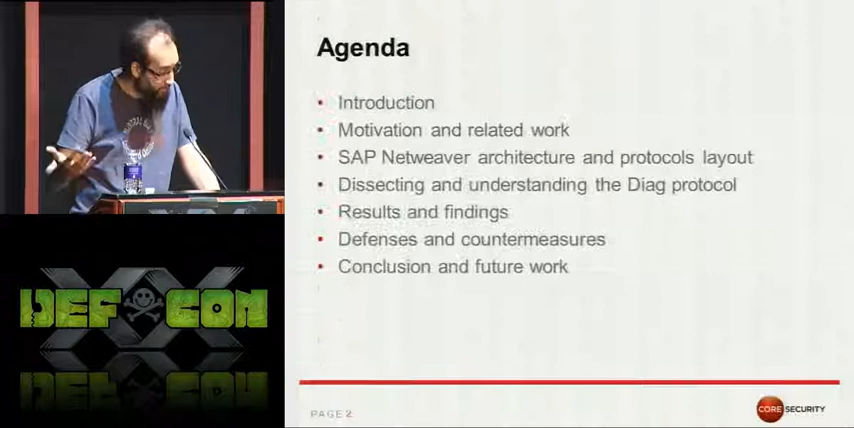 Agenda
• Introduction
• Motivation and related work
• SAP Netweaver architecture and protocols layout
• Dissecting and understanding the Diag protocol
• Results and findings
• Defenses and countermeasures
• Conclusion and future work
DEF CON
XX
PAGE 2
CORE SECURITY